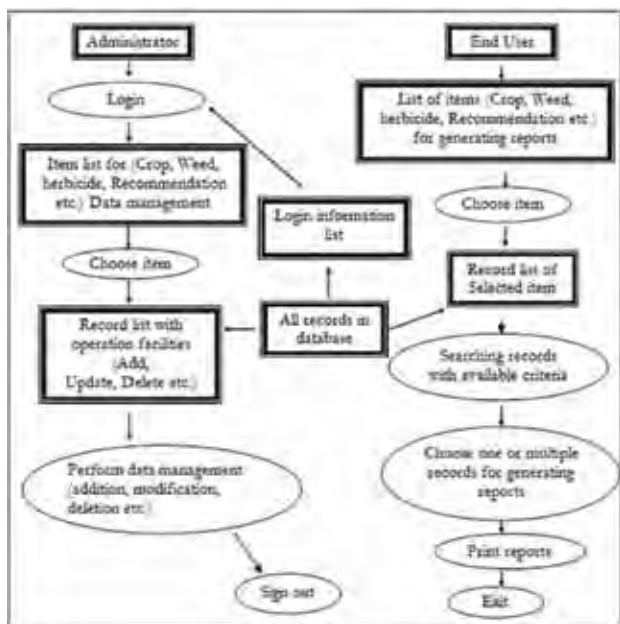 Administrator
Login
Item list for (Crop, Weed,
herbicide, Recommendation
etc.) Data management
Choose item
Record list with
operation facilities
(Add,
Update, Delete etc.)
Perform data management
(addition, modification,
deletion etc.)
Sign out
Login information
list
All records in
database
End User
List of items (Crop, Weed,
herbicide, Recommendation etc.)
for generating reports
Choose item
Record list of
Selected item
Searching records
with available criteria
Choose one or multiple
records for generating
reports
Print reports
Exit